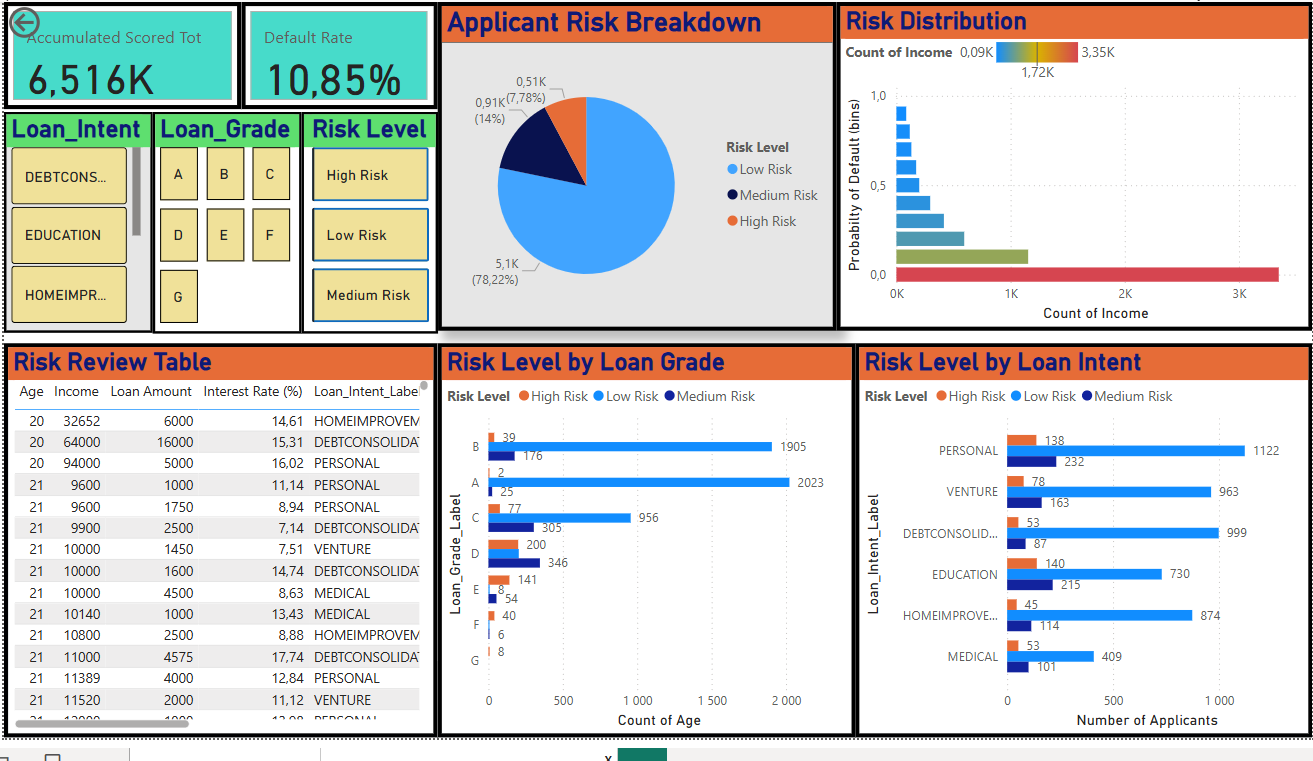 Accumulated Scored Tot
6,516K
Default Rate
10,85%
Loan_Intent
DEBTCONS...
EDUCATION
HOMEIMPR...
Loan_Grade
A B C
D E F
G
Risk Level
High Risk
Low Risk
Medium Risk
Applicant Risk Breakdown
0,51K
(7,78%)
0,91K
(14%)
5,1K
(78,22%)
Risk Level
Low Risk
Medium Risk
High Risk
Risk Distribution
Count of Income 0,09K 3,35K
1,72K
Probabilty of Default (bins)
1,0
0,5
0,0
0K 1K 2K 3K
Count of Income
Risk Review Table
Age Income Loan Amount Interest Rate (%) Loan_Intent_Label
20 32652 6000 14,61 HOMEIMPROVEM
20 64000 16000 15,31 DEBTCONSOLIDA
20 94000 5000 16,02 PERSONAL
21 9600 1000 11,14 PERSONAL
21 9600 1750 8,94 PERSONAL
21 9900 2500 7,14 DEBTCONSOLIDA
21 10000 1450 7,51 VENTURE
21 10000 1600 14,74 DEBTCONSOLIDA
21 10000 4500 8,63 MEDICAL
21 10140 1000 13,43 MEDICAL
21 10800 2500 8,88 HOMEIMPROVEM
21 11000 4575 17,74 DEBTCONSOLIDA
21 11389 4000 12,84 PERSONAL
21 11520 2000 11,12 VENTURE
Risk Level by Loan Grade
Risk Level High Risk Low Risk Medium Risk
Loan_Grade_Label
B 39 1905 176
A 2 2023 25
C 77 956 305
D 200 346
E 141 8 54
F 40 6
G 8
0 500 1 000 1 500 2 000
Count of Age
Risk Level by Loan Intent
Risk Level High Risk Low Risk Medium Risk
Loan_Intent_Label
PERSONAL 138 1122 232
VENTURE 78 963 163
DEBTCONSOLID... 53 999 87
EDUCATION 140 730 215
HOMEIMPROVE... 45 874 114
MEDICAL 53 409 101
0 500 1 000
Number of Applicants
x